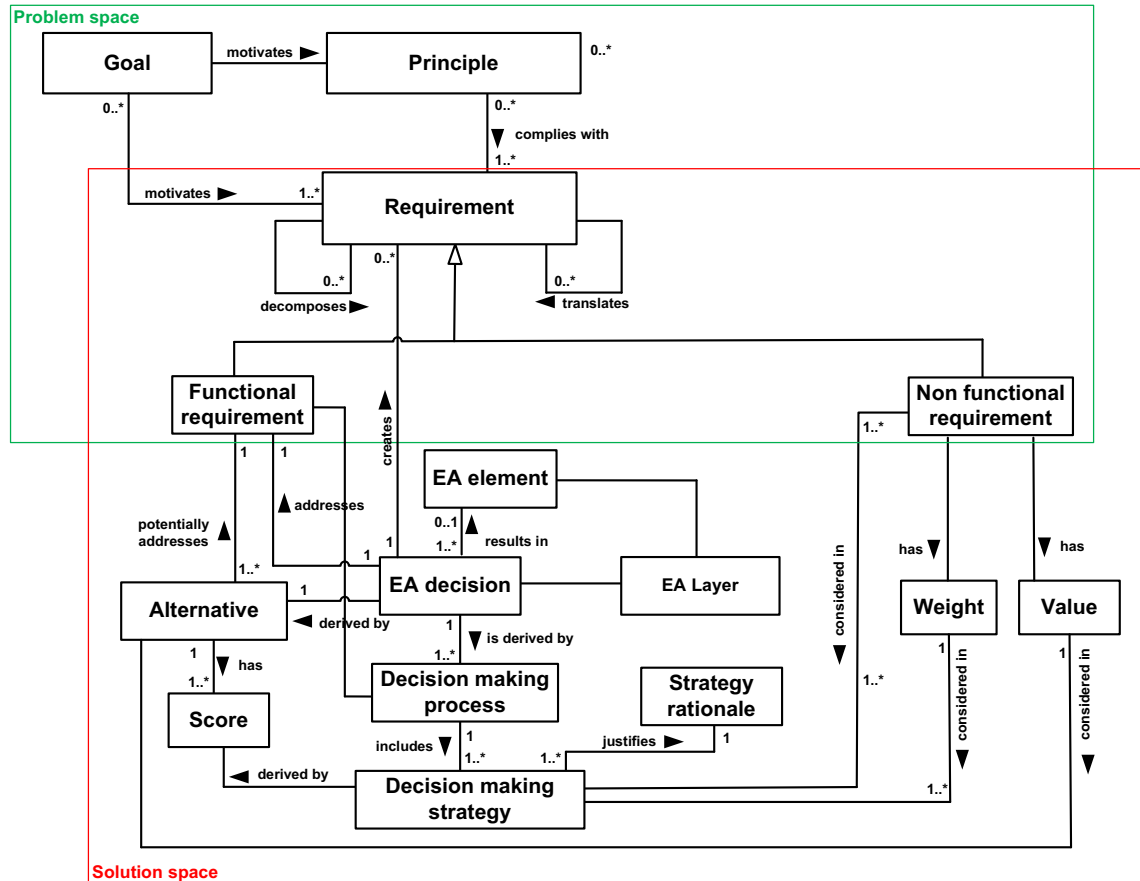 Problem space
Goal
motivates
Principle
0..*
0..*
0..*
complies with
1..*
motivates
1..*
Requirement
0..*
0..*
0..*
decomposes
translates
Functional
requirement
Non functional
requirement
creates
1..*
1
1
EA element
addresses
potentially
addresses
0..1
results in
1..*
1
1
1..*
EA decision
EA Layer
considered in
has
has
Alternative
1
derived by
Weight
Value
1
is derived by
1..*
1
has
1..*
Decision making
process
Strategy
rationale
1..*
1
considered in
1
considered in
Score
includes
1
1..*
justifies
1..*
1
derived by
Decision making
strategy
1..*
Solution space